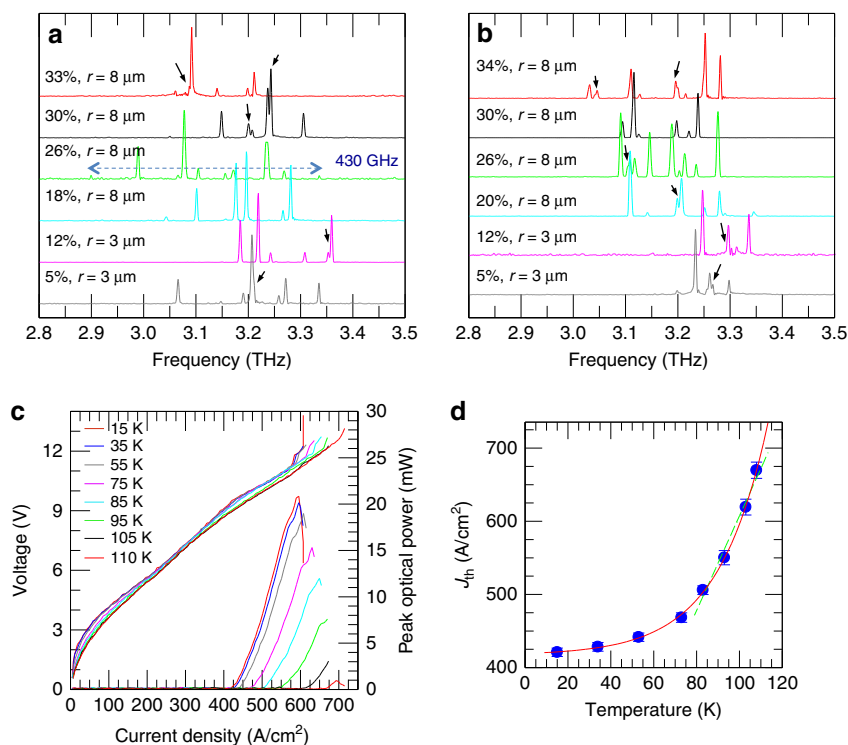 a
33%, r = 8 μm
30%, r = 8 μm
26%, r = 8 μm
430 GHz
18%, r = 8 μm
12%, r = 3 μm
5%, r = 3 μm
2.8 2.9 3.0 3.1 3.2 3.3 3.4 3.5
Frequency (THz)
b
34%, r = 8 μm
30%, r = 8 μm
26%, r = 8 μm
20%, r = 8 μm
12%, r = 3 μm
5%, r = 3 μm
2.8 2.9 3.0 3.1 3.2 3.3 3.4 3.5
Frequency (THz)
c
15 K
35 K
55 K
75 K
85 K
95 K
105 K
110 K
12
9
6
3
0
Voltage (V)
30
25
20
15
10
5
0
Peak optical power (mW)
0 100 200 300 400 500 600 700
Current density (A/cm²)
d
700
600
500
400
Jth (A/cm²)
0 20 40 60 80 100 120
Temperature (K)